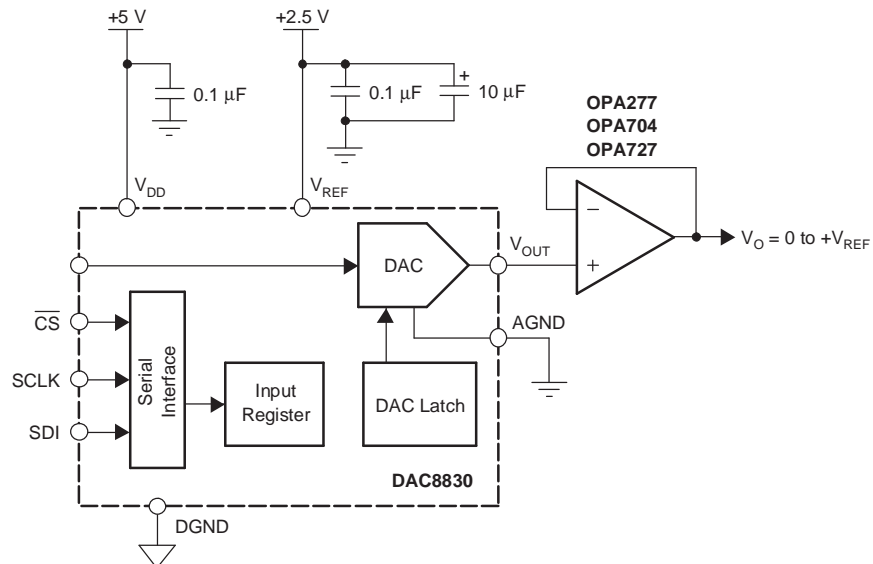 +5 V
+2.5 V
0.1 μF
0.1 μF
+
10 μF
OPA277
OPA704
OPA727
V_DD
V_REF
−
+
V_O = 0 to +V_REF
V_OUT
DAC
AGND
C̅S̅
SCLK
SDI
Serial
Interface
Input
Register
DAC Latch
DAC8830
DGND